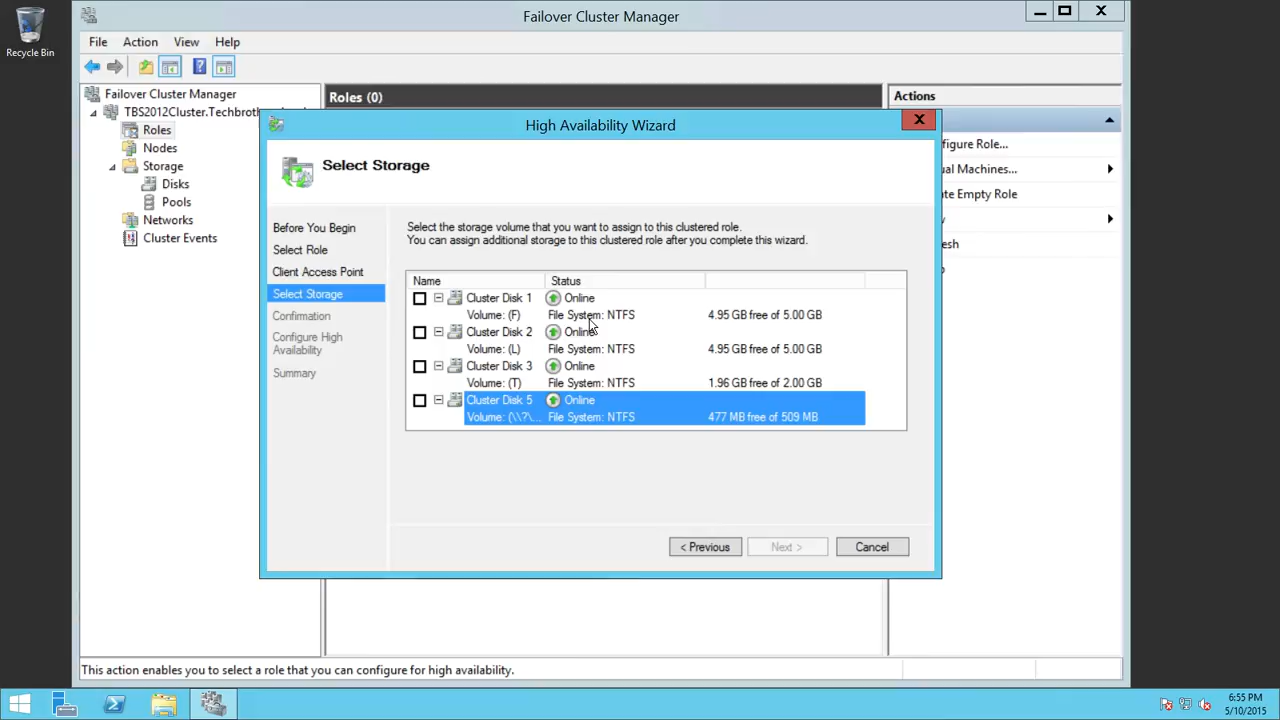 Failover Cluster Manager
Recycle Bin
File Action View Help
Failover Cluster Manager
TBS2012Cluster.Techbroth
Roles
Nodes
Storage
Disks
Pools
Networks
Cluster Events
Roles (0)
Actions
figure Role...
ual Machines...
te Empty Role
esh
High Availability Wizard
Select Storage
Before You Begin
Select Role
Client Access Point
Select Storage
Confirmation
Configure High
Availability
Summary
Select the storage volume that you want to assign to this clustered role.
You can assign additional storage to this clustered role after you complete this wizard.
Name Status
Cluster Disk 1 Online
Volume: (F) File System: NTFS 4.95 GB free of 5.00 GB
Cluster Disk 2 Online
Volume: (L) File System: NTFS 4.95 GB free of 5.00 GB
Cluster Disk 3 Online
Volume: (T) File System: NTFS 1.96 GB free of 2.00 GB
Cluster Disk 5 Online
Volume: (\\?\... File System: NTFS 477 MB free of 509 MB
< Previous Next > Cancel
This action enables you to select a role that you can configure for high availability.
6:55 PM
5/10/2015